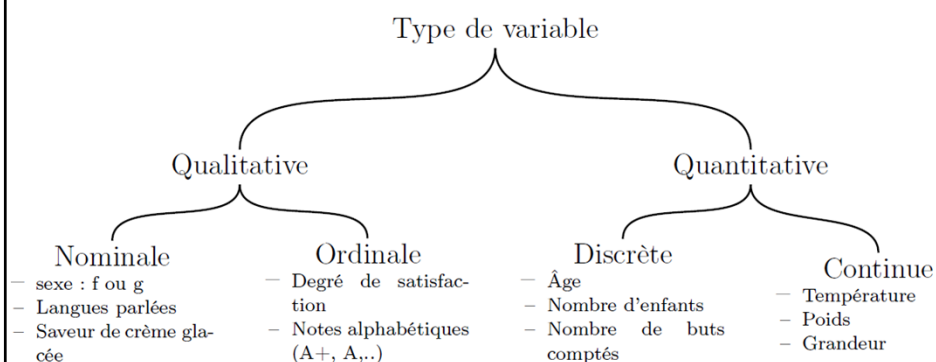 Type de variable
Qualitative
Quantitative
Nominale
– sexe : f ou g
– Langues parlées
– Saveur de crème gla-
cée
Ordinale
– Degré de satisfac-
tion
– Notes alphabétiques
(A+, A,..)
Discrète
– Âge
– Nombre d'enfants
– Nombre de buts
comptés
Continue
– Température
– Poids
– Grandeur